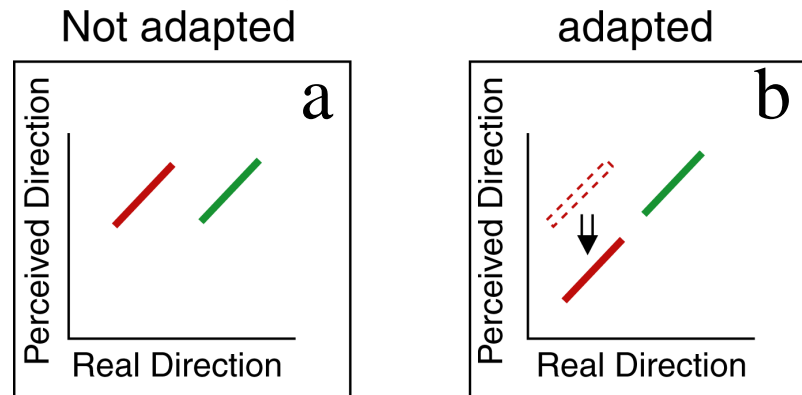 Not adapted
a
Perceived Direction
Real Direction
adapted
b
Perceived Direction
Real Direction